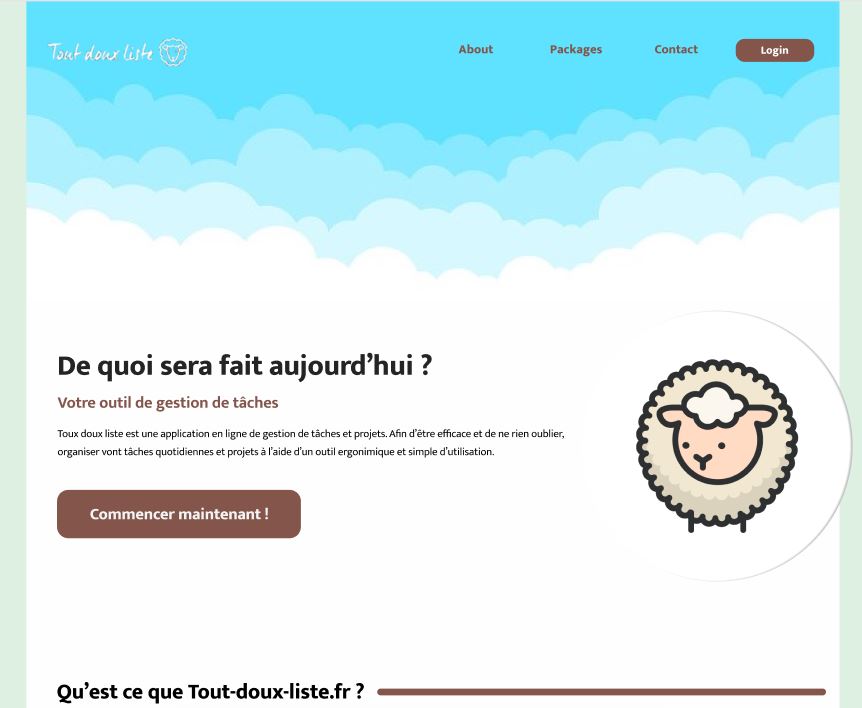 Tout doux liste
About
Packages
Contact
Login
De quoi sera fait aujourd’hui ?
Votre outil de gestion de tâches
Toux doux liste est une application en ligne de gestion de tâches et projets. Afin d’être efficace et de ne rien oublier,
organiser vont tâches quotidiennes et projets à l’aide d’un outil ergonimique et simple d’utilisation.
Commencer maintenant !
Qu’est ce que Tout-doux-liste.fr ?